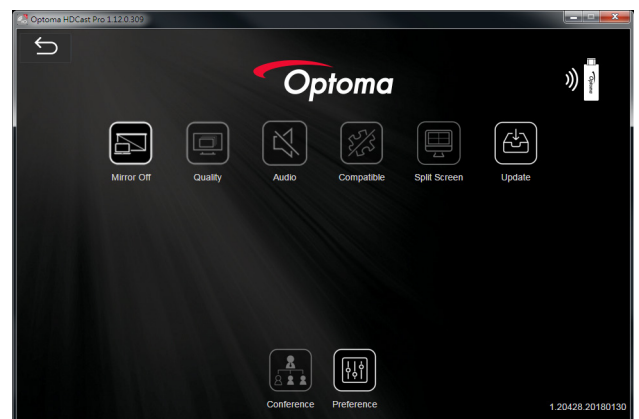 Optoma HDCast Pro 1.12.0.309
Optoma
Optoma
Mirror Off
Quality
Audio
Compatible
Split Screen
Update
Conference
Preference
1.20428.20180130